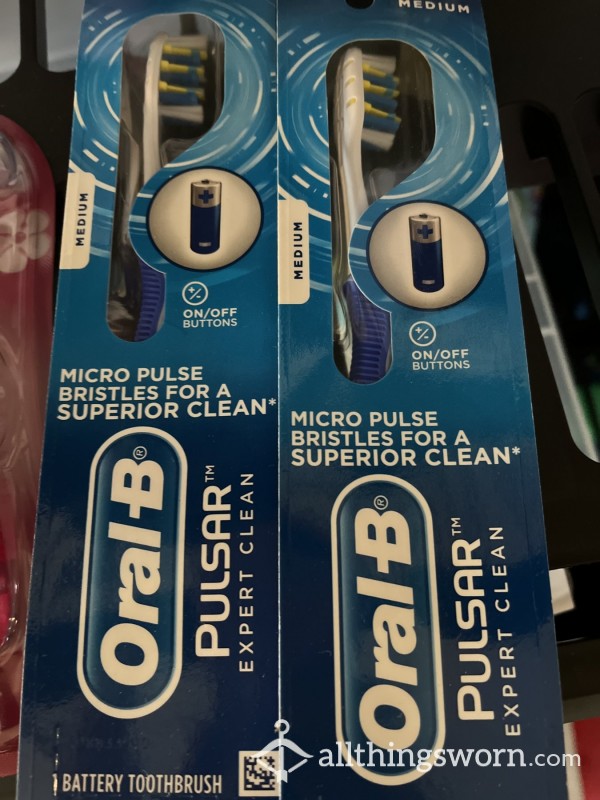 MEDIUM
ON/OFF
BUTTONS
MICRO PULSE
BRISTLES FOR A
SUPERIOR CLEAN*
Oral-B®
PULSAR™
EXPERT CLEAN
1 BATTERY TOOTHBRUSH
MEDIUM
MEDIUM
ON/OFF
BUTTONS
MICRO PULSE
BRISTLES FOR A
SUPERIOR CLEAN*
Oral-B®
PULSAR™
EXPERT CLEAN
allthingsworn.com